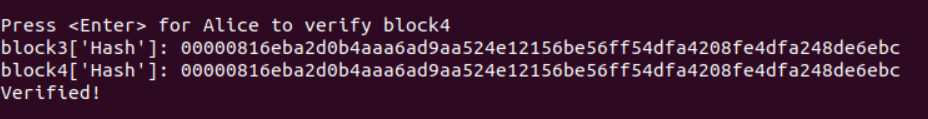 Press <Enter> for Alice to verify block4
block3['Hash']: 00000816eba2d0b4aaa6ad9aa524e12156be56ff54dfa4208fe4dfa248de6ebc
block4['Hash']: 00000816eba2d0b4aaa6ad9aa524e12156be56ff54dfa4208fe4dfa248de6ebc
Verified!